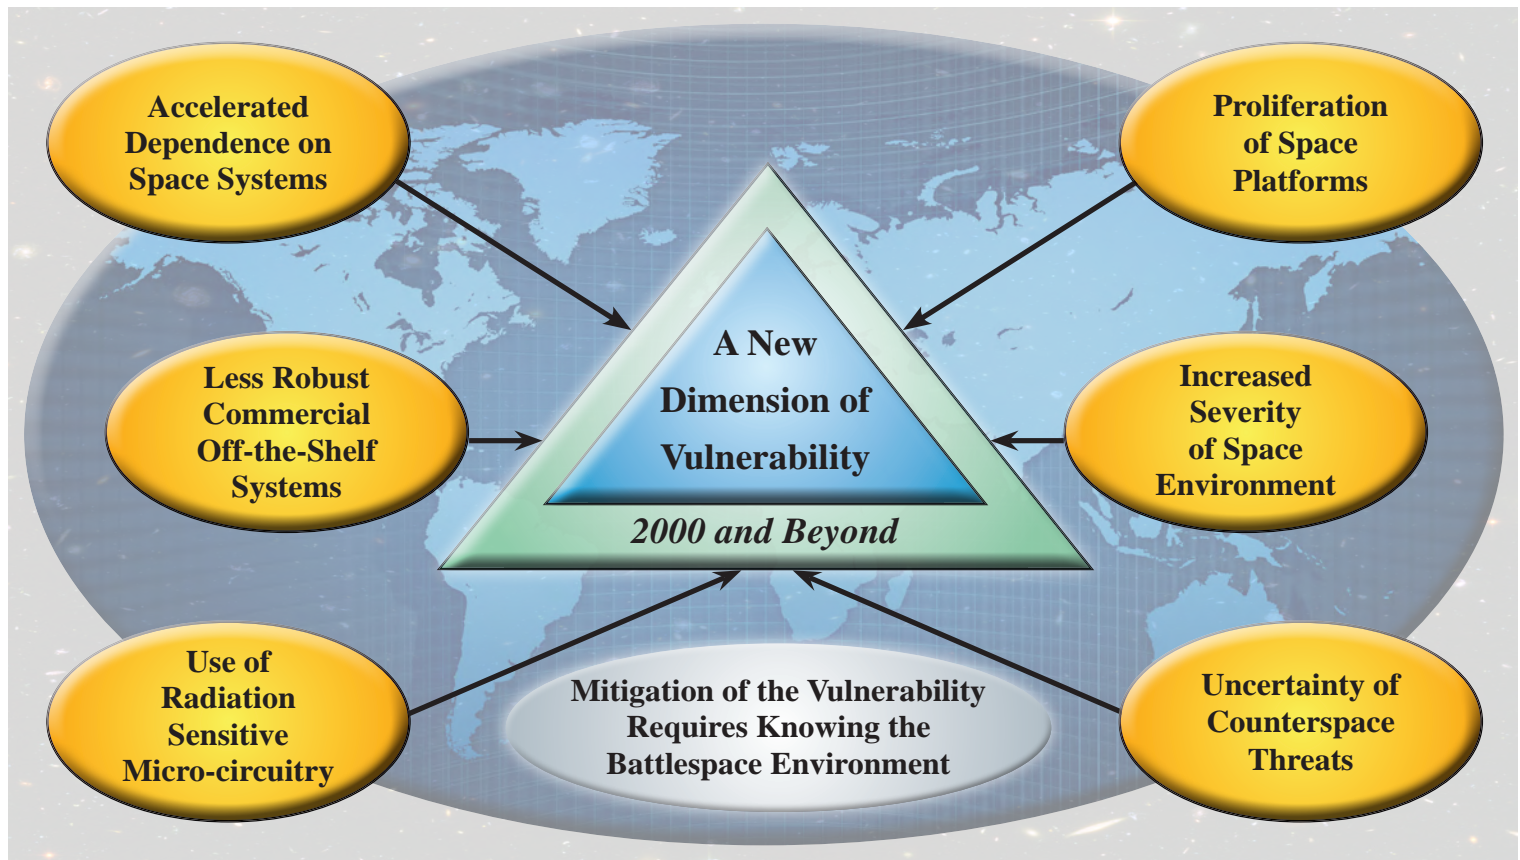 Accelerated
Dependence on
Space Systems
Proliferation
of Space
Platforms
Less Robust
Commercial
Off-the-Shelf
Systems
A New
Dimension of
Vulnerability
2000 and Beyond
Increased
Severity
of Space
Environment
Use of
Radiation
Sensitive
Micro-circuitry
Mitigation of the Vulnerability
Requires Knowing the
Battlespace Environment
Uncertainty of
Counterspace
Threats